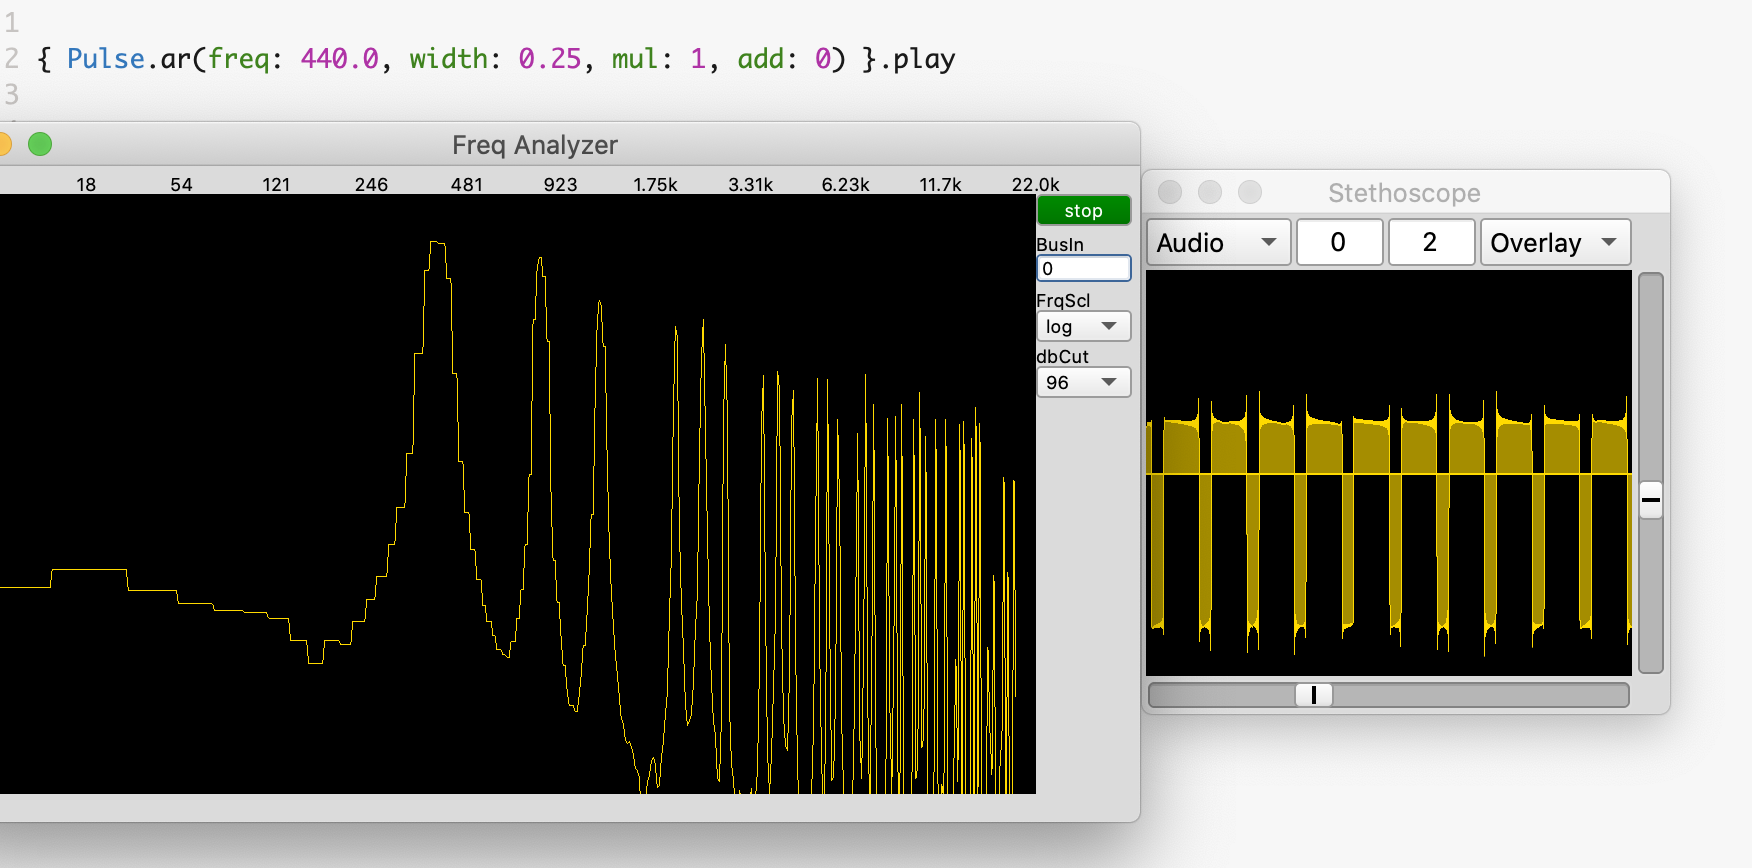 1
2 { Pulse.ar(freq: 440.0, width: 0.25, mul: 1, add: 0) }.play
3
Freq Analyzer
18 54 121 246 481 923 1.75k 3.31k 6.23k 11.7k 22.0k
stop
BusIn
0
FrqScl
log
dbCut
96
Stethoscope
Audio 0 2 Overlay